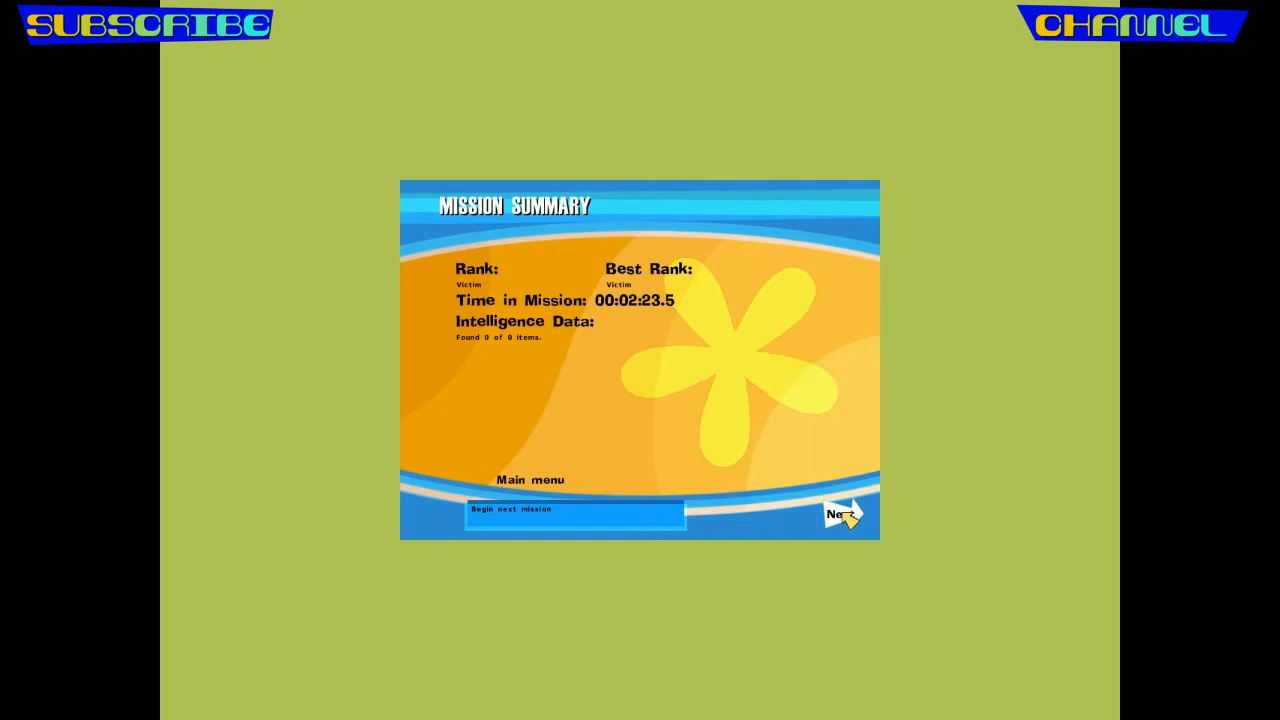 SUBSCRIBE
CHANNEL
MISSION SUMMARY
Rank: Best Rank:
Victim Victim
Time in Mission: 00:02:23.5
Intelligence Data:
Found 0 of 0 items.
Main menu
Begin next mission